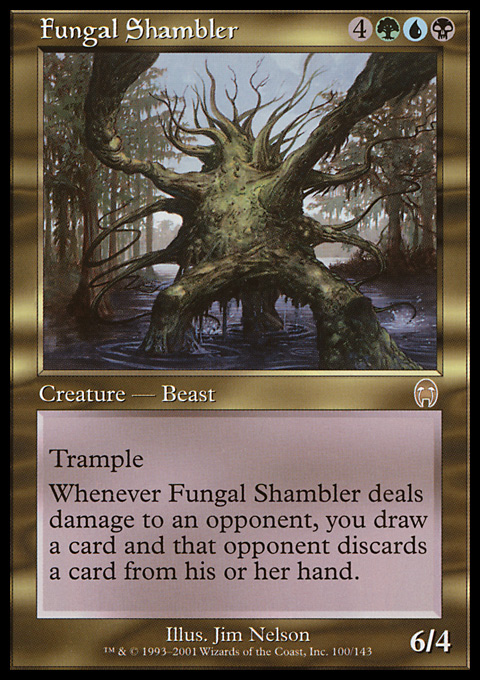 Fungal Shambler 4
Creature — Beast
Trample
Whenever Fungal Shambler deals
damage to an opponent, you draw
a card and that opponent discards
a card from his or her hand.
Illus. Jim Nelson
™ & © 1993–2001 Wizards of the Coast, Inc. 100/143
6/4